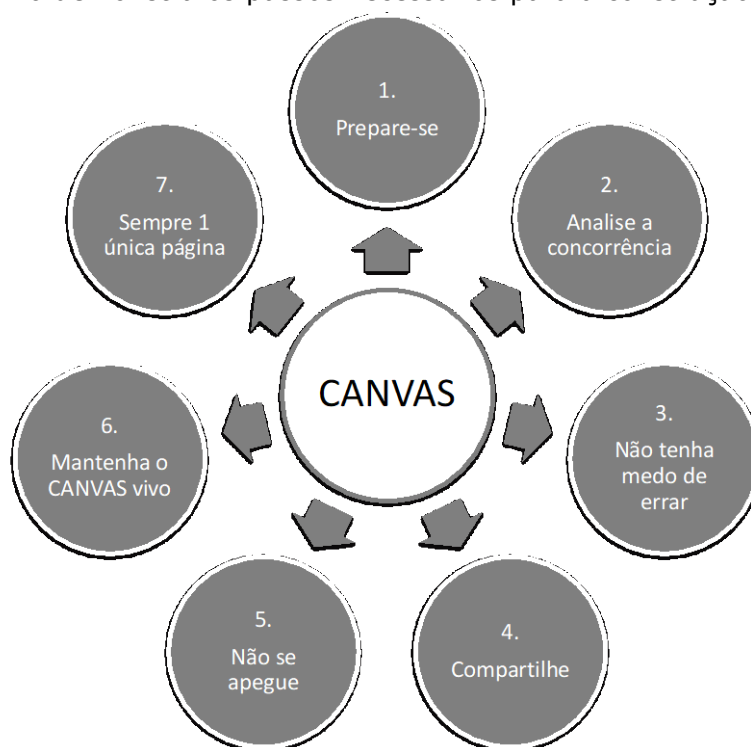 1.
Prepare-se
2.
Analise a
concorrência
3.
Não tenha
medo de
errar
4.
Compartilhe
5.
Não se
apegue
6.
Mantenha o
CANVAS vivo
7.
Sempre 1
única página
CANVAS